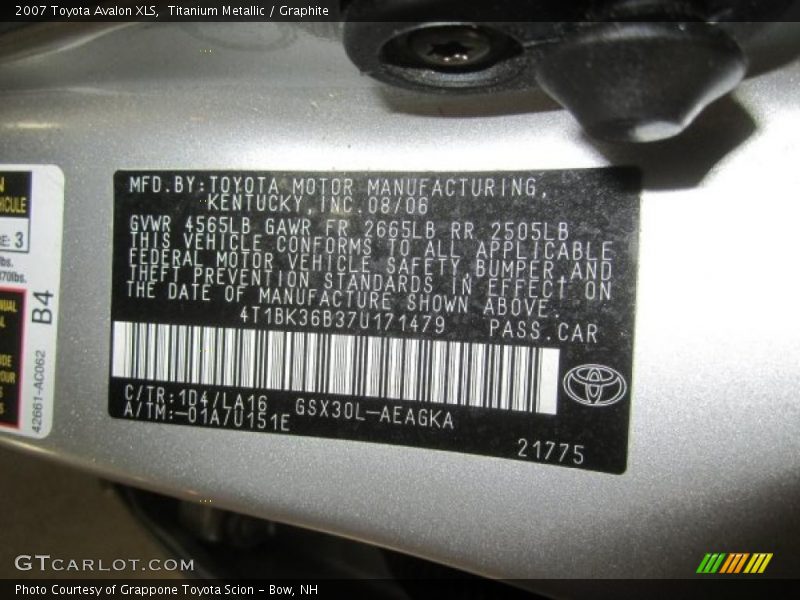 2007 Toyota Avalon XLS,  Titanium Metallic / Graphite
MFD.BY:TOYOTA MOTOR MANUFACTURING,
KENTUCKY,INC.08/06
GVWR 4565LB GAWR FR 2665LB RR 2505LB
THIS VEHICLE CONFORMS TO ALL APPLICABLE
FEDERAL MOTOR VEHICLE SAFETY,BUMPER,AND
THEFT PREVENTION STANDARDS IN EFFECT ON
THE DATE OF MANUFACTURE SHOWN ABOVE.
4T1BK36B37U171479 PASS.CAR
C/TR:1D4/LA16 GSX30L-AEAGKA
A/TM:-01A/U151E
21775
3
B4
42661-AC062
GTCARLOT.COM
Photo Courtesy of Grappone Toyota Scion - Bow, NH